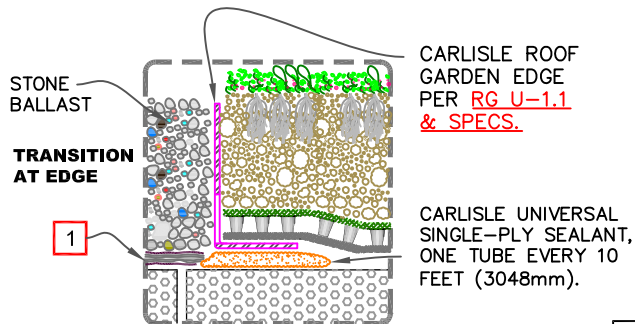 CARLISLE ROOF
GARDEN EDGE
PER RG U-1.1
& SPECS.
STONE
BALLAST
TRANSITION
AT EDGE
1
CARLISLE UNIVERSAL
SINGLE-PLY SEALANT,
ONE TUBE EVERY 10
FEET (3048mm).